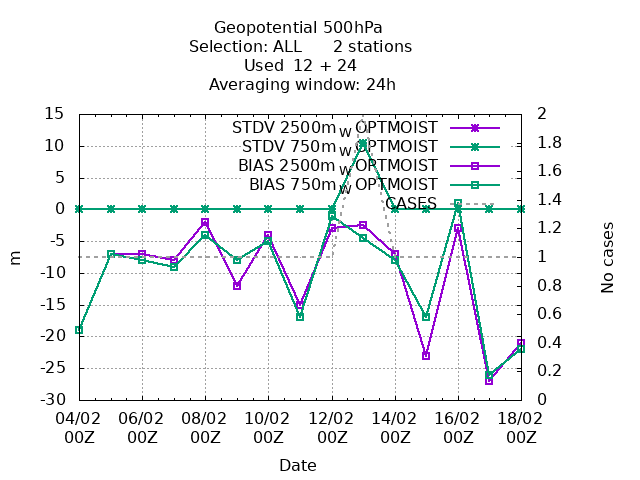 Geopotential 500hPa
Selection: ALL      2 stations
Used  12 + 24
Averaging window: 24h
STDV 2500m_W OPTMOIST
STDV 750m_W OPTMOIST
BIAS 2500m_W OPTMOIST
BIAS 750m_W OPTMOIST
CASES
15
10
5
0
-5
-10
-15
-20
-25
-30
m
2
1.8
1.6
1.4
1.2
1
0.8
0.6
0.4
0.2
0
No cases
04/02 06/02 08/02 10/02 12/02 14/02 16/02 18/02
00Z 00Z 00Z 00Z 00Z 00Z 00Z 00Z
Date